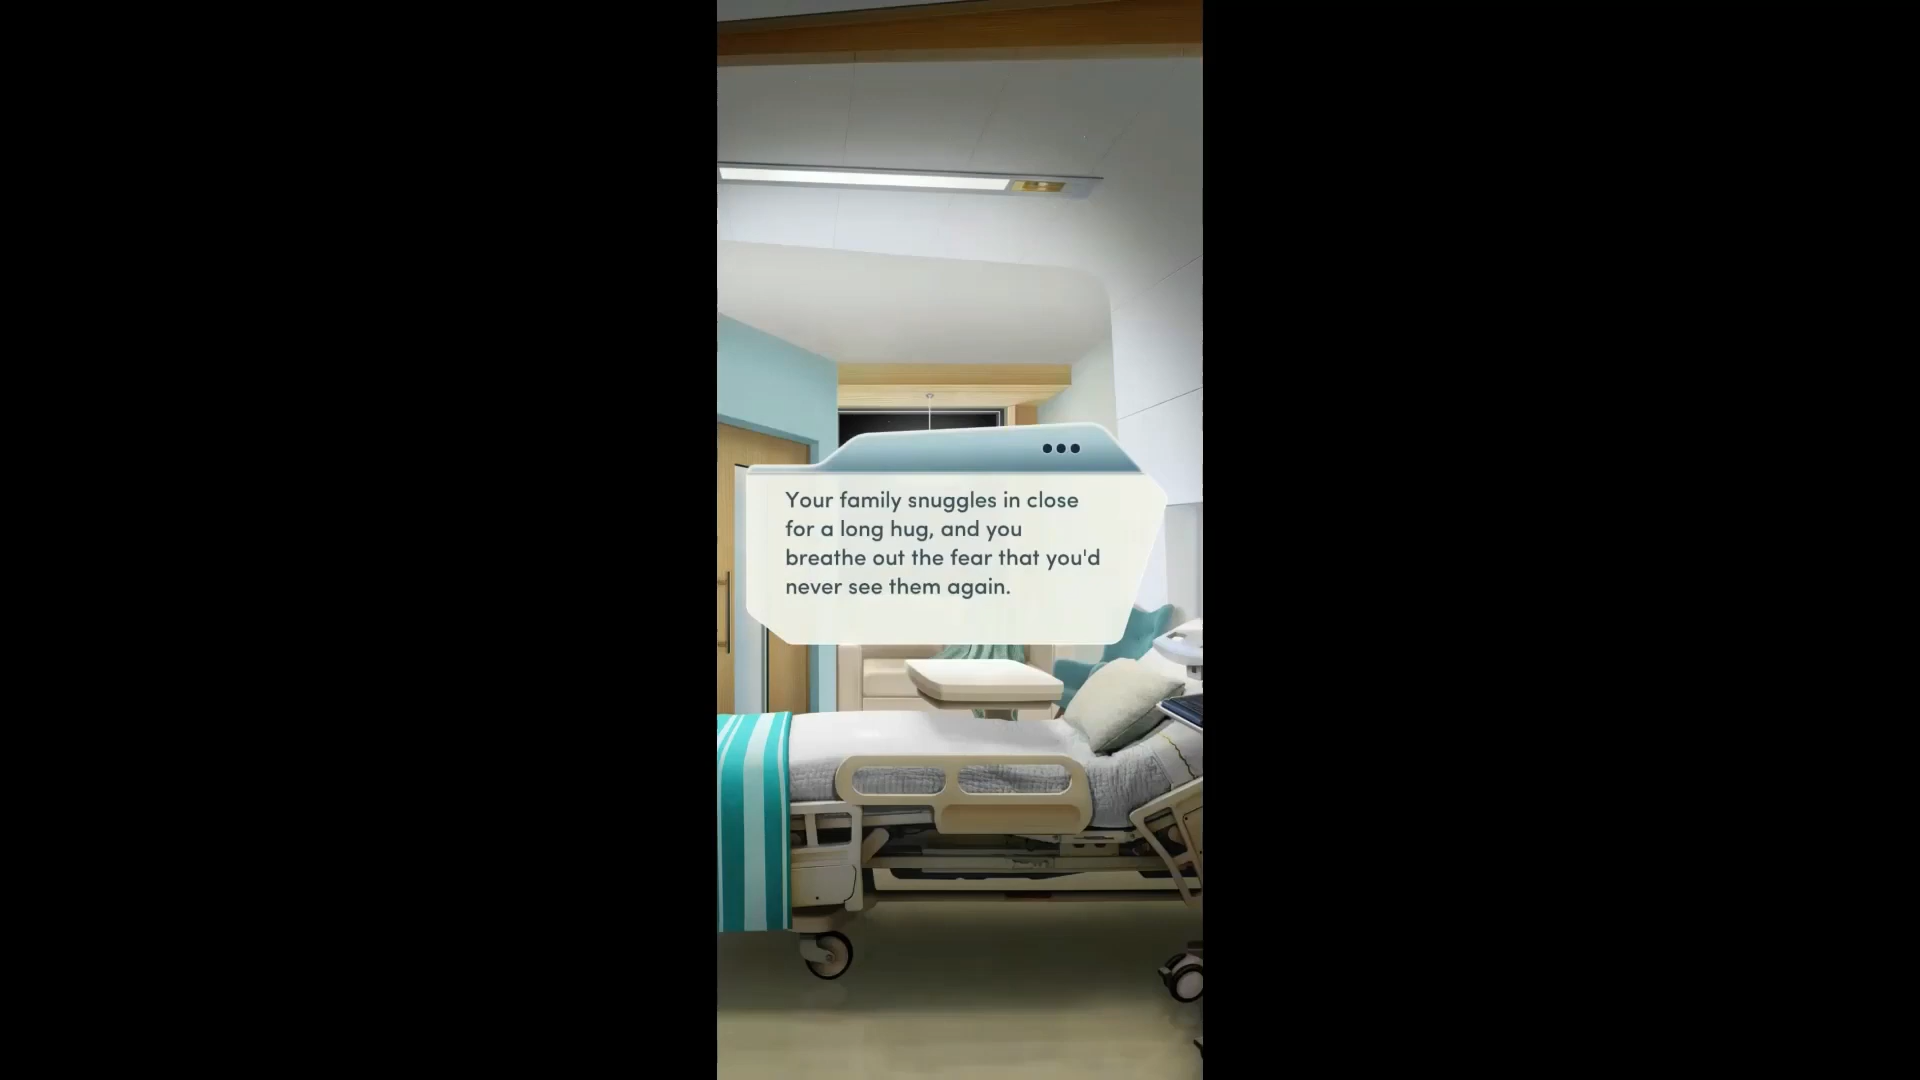 Your family snuggles in close
for a long hug, and you
breathe out the fear that you'd
never see them again.